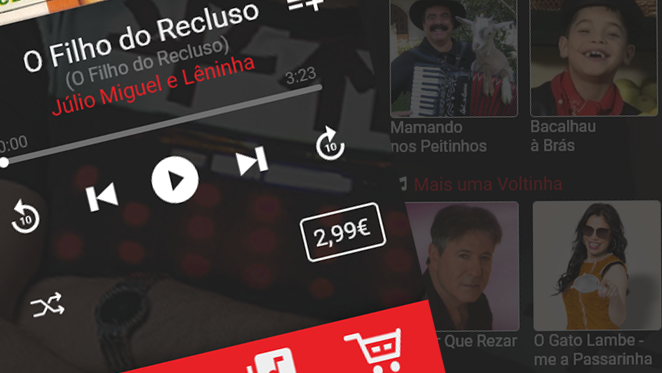 O Filho do Recluso
(O Filho do Recluso)
Júlio Miguel e Lêninha
3:23
0:00
10
10
2,99€
Mamando
nos Peitinhos
Bacalhau
à Brás
Mais uma Voltinha
r Que Rezar
O Gato Lambe -
me a Passarinha